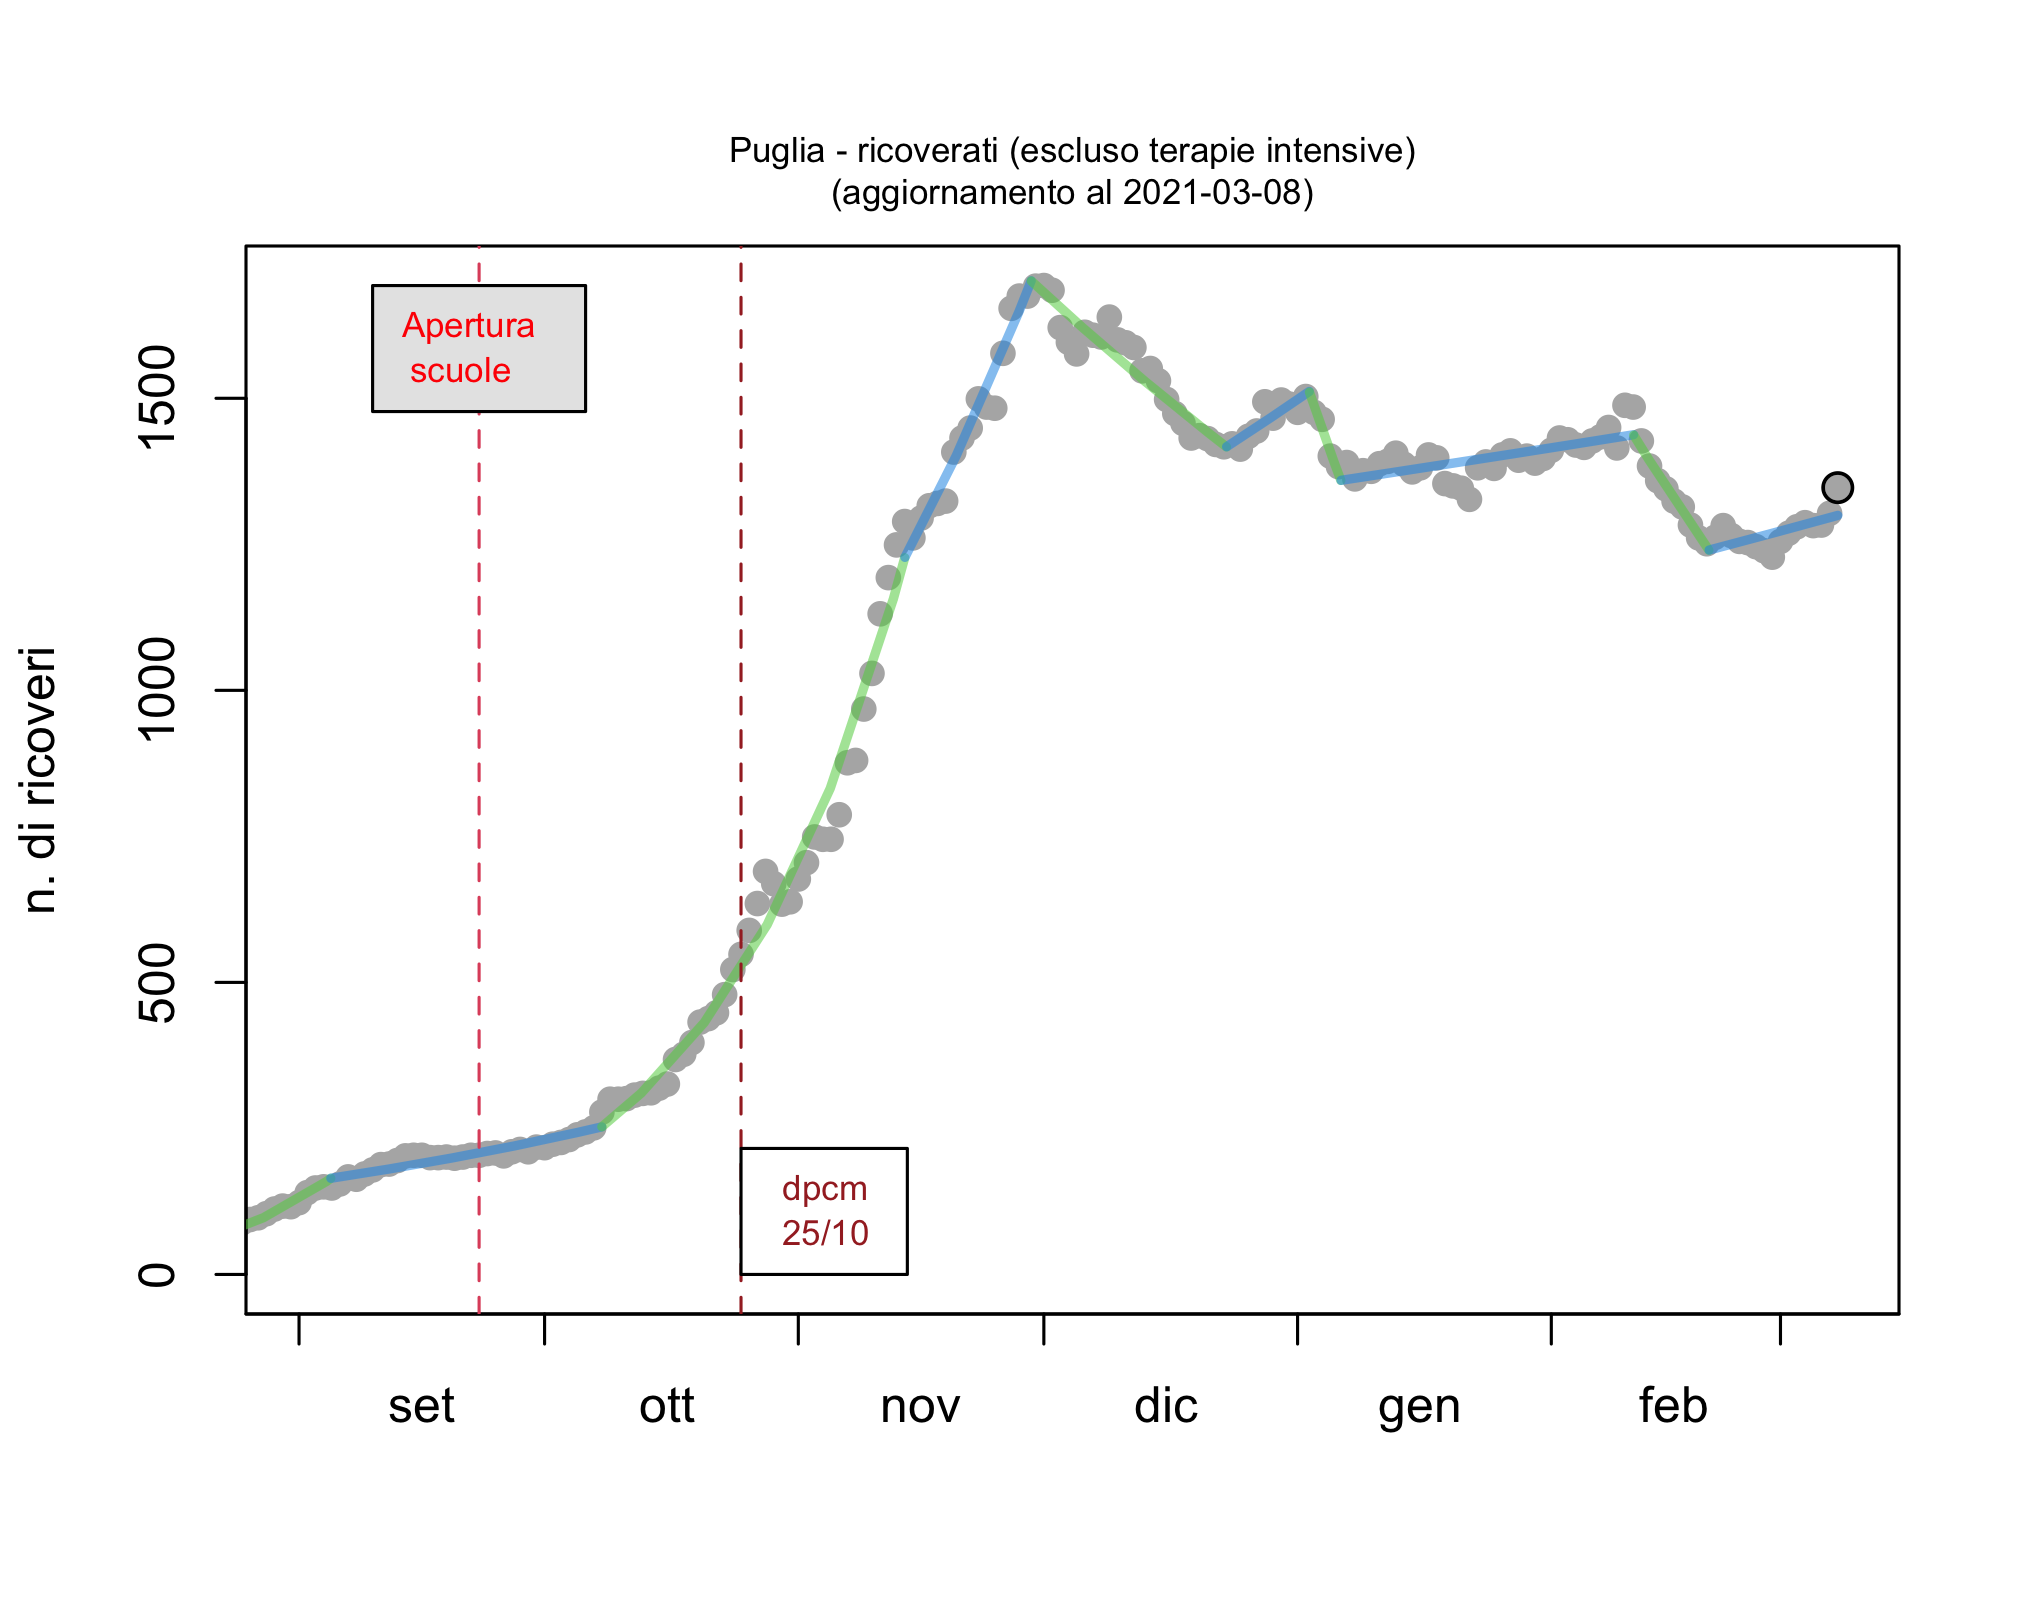 Puglia - ricoverati (escluso terapie intensive)
(aggiornamento al 2021-03-08)
Apertura
scuole
dpcm
25/10
n. di ricoveri
1500
1000
500
0
set ott nov dic gen feb